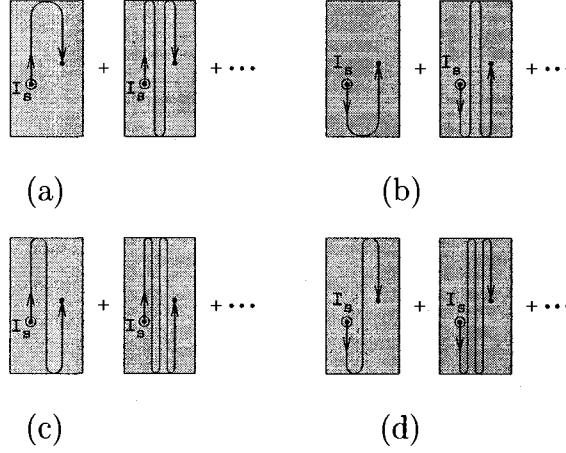 I_s + I_s + ••• I_s + I_s + •••
(a) (b)
I_s + I_s + ••• I_s + I_s + •••
(c) (d)